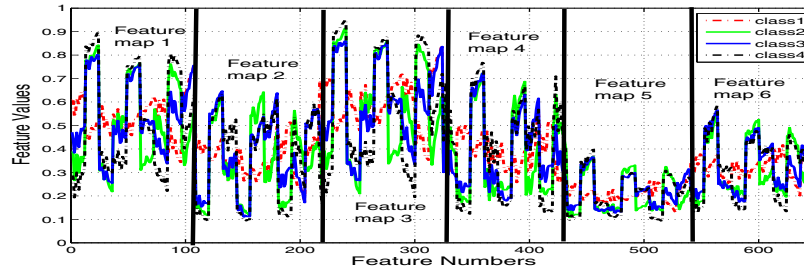 Feature
map 1
Feature
map 2
Feature
map 3
Feature
map 4
Feature
map 5
Feature
map 6
class1
class2
class3
class4
1
0.9
0.8
0.7
0.6
0.5
0.4
0.3
0.2
0.1
0
Feature Values
0 100 200 300 400 500 600
Feature Numbers